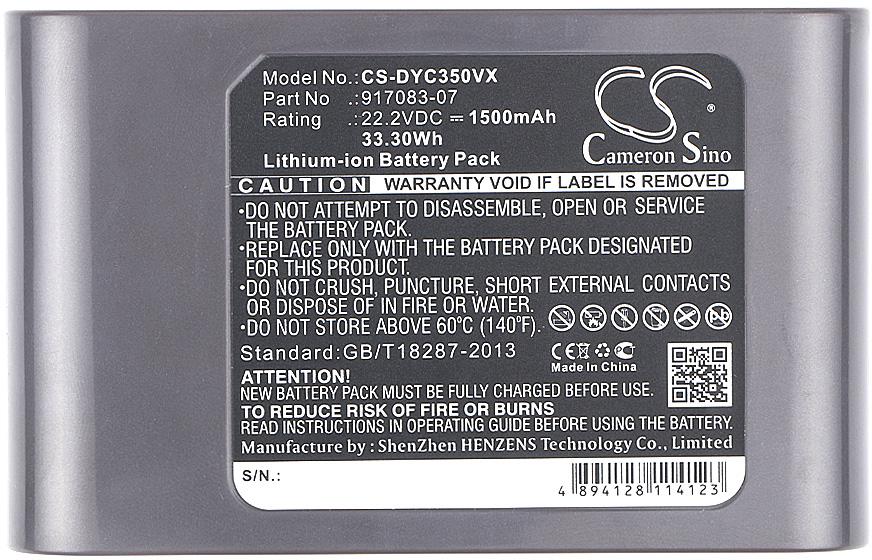 Model No.:CS-DYC350VX
Part No .:917083-07
Rating .:22.2VDC ⎓ 1500mAh
33.30Wh
Lithium-ion Battery Pack
CS®
Cameron Sino
CAUTION WARRANTY VOID IF LABEL IS REMOVED
•DO NOT ATTEMPT TO DISASSEMBLE, OPEN OR SERVICE
THE BATTERY PACK.
•REPLACE ONLY WITH THE BATTERY PACK DESIGNATED
FOR THIS PRODUCT.
•DO NOT CRUSH, PUNCTURE, SHORT EXTERNAL CONTACTS
OR DISPOSE OF IN FIRE OR WATER.
•DO NOT STORE ABOVE 60°C (140°F).
Pb
Standard:GB/T18287-2013
CE PCT
Made In China
ATTENTION!
NEW BATTERY PACK MUST BE FULLY CHARGED BEFORE USE.
TO REDUCE RISK OF FIRE OR BURNS
READ INSTRUCTIONS IN OPERATING GUIDE BEFORE USING THE BATTERY.
Manufacture by : ShenZhen HENZENS Technology Co., Limited
S/N.:
4 894128 114123